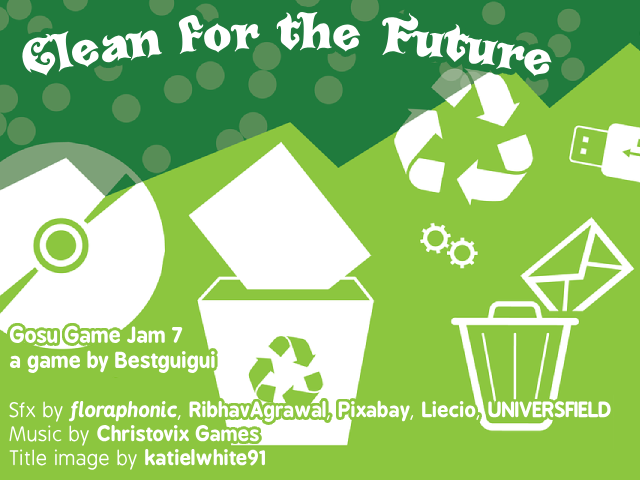 Clean for the Future
Gosu Game Jam 7
a game by Bestguigui
Sfx by floraphonic, RibhavAgrawal, Pixabay, Liecio, UNIVERSFIELD
Music by Christovix Games
Title image by katielwhite91